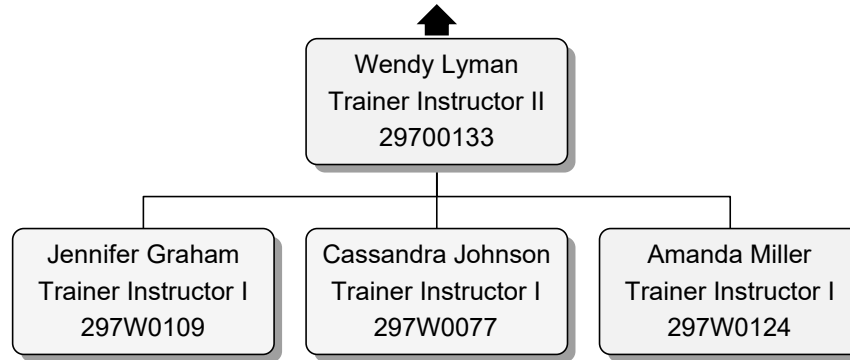 Wendy Lyman
Trainer Instructor II
29700133
Jennifer Graham
Trainer Instructor I
297W0109
Cassandra Johnson
Trainer Instructor I
297W0077
Amanda Miller
Trainer Instructor I
297W0124